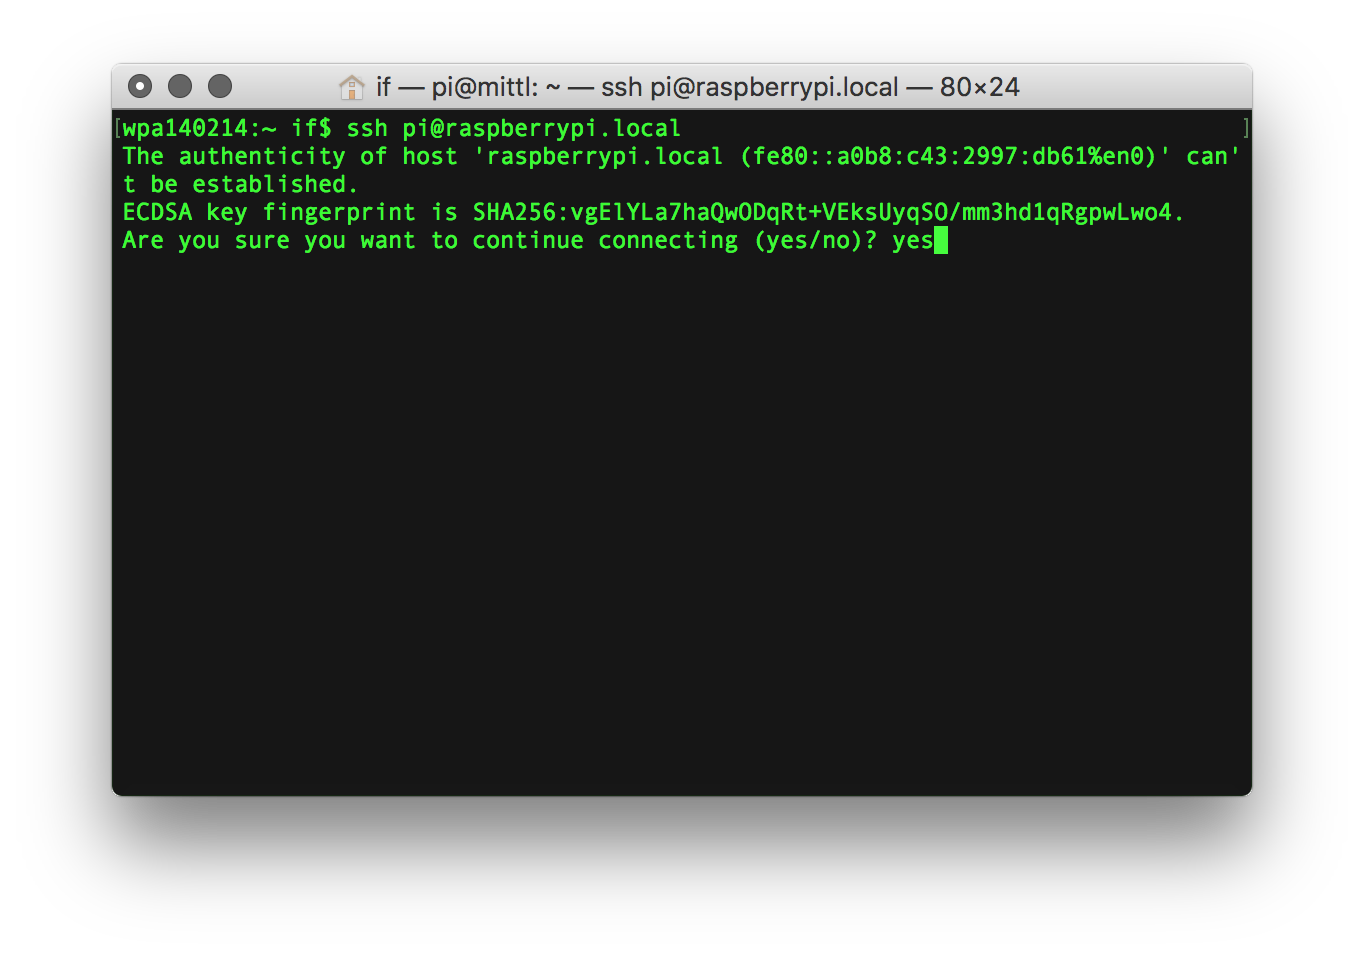 if — pi@mittl: ~ — ssh pi@raspberrypi.local — 80×24
[wpa140214:~ if$ ssh pi@raspberrypi.local ]
The authenticity of host 'raspberrypi.local (fe80::a0b8:c43:2997:db61%en0)' can'
t be established.
ECDSA key fingerprint is SHA256:vgElYLa7haQwODqRt+VEksUyqSO/mm3hd1qRgpwLwo4.
Are you sure you want to continue connecting (yes/no)? yes